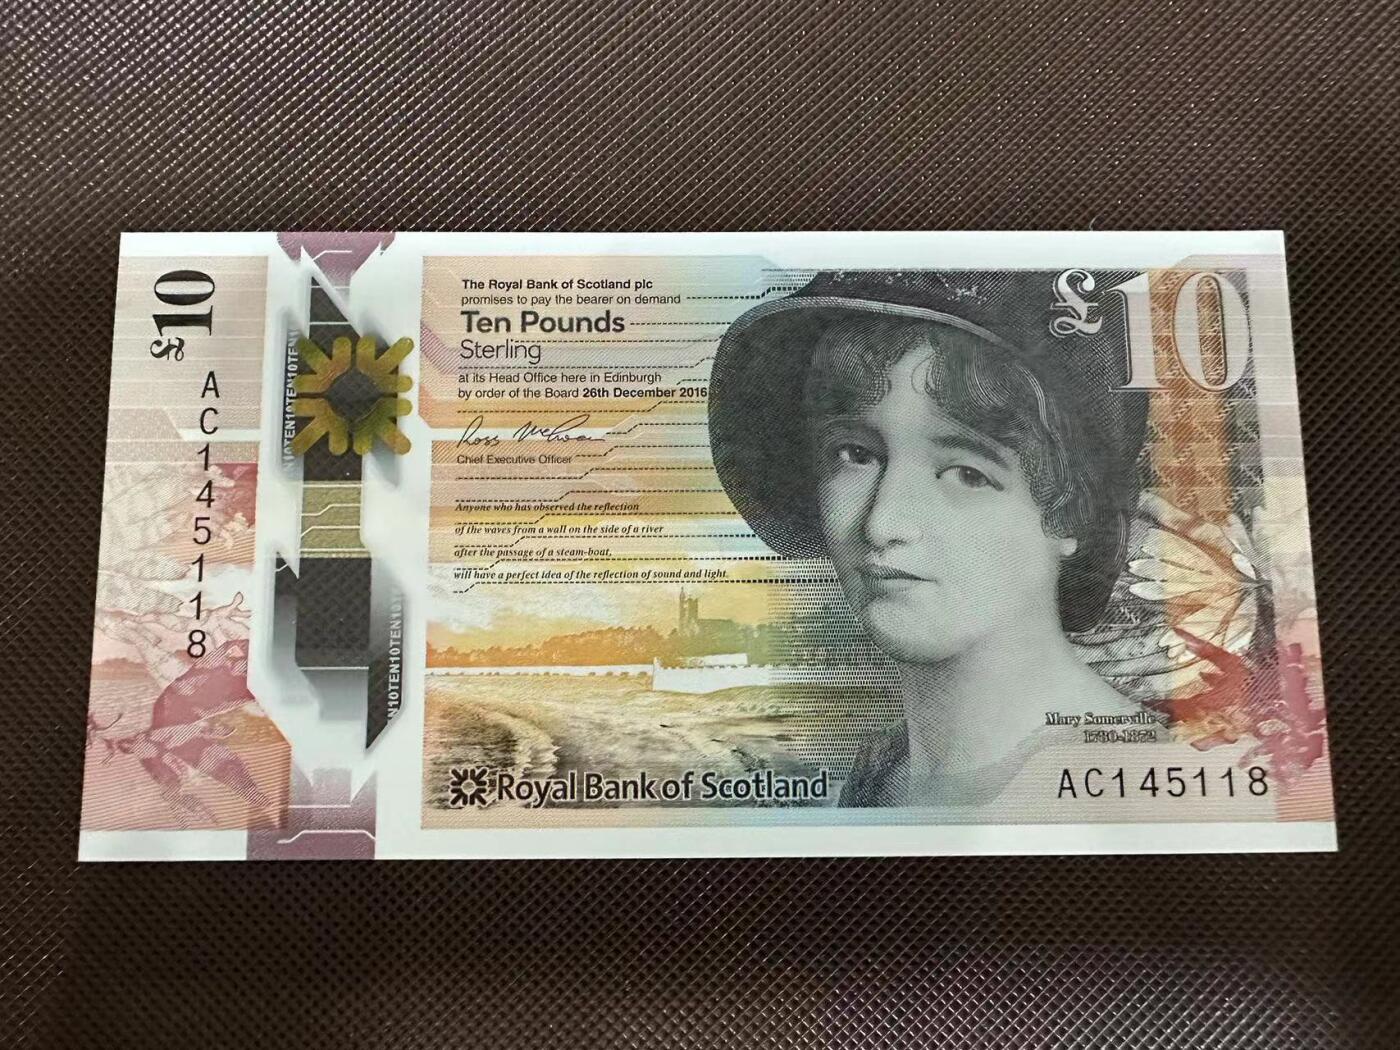 £10
AC145118
10TEN10TEN10TEN10TEN
The Royal Bank of Scotland plc
promises to pay the bearer on demand
Ten Pounds
Sterling
at its Head Office here in Edinburgh
by order of the Board 26th December 2016
Ross McEwan
Chief Executive Officer
Anyone who has observed the reflection
of the waves from a wall on the side of a river
after the passage of a steam-boat,
will have a perfect idea of the reflection of sound and light.
N10TEN10TEN10TEN10
£10
Mary Somerville
1780-1872
Royal Bank of Scotland
AC145118